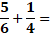 5/6 + 1/4 =